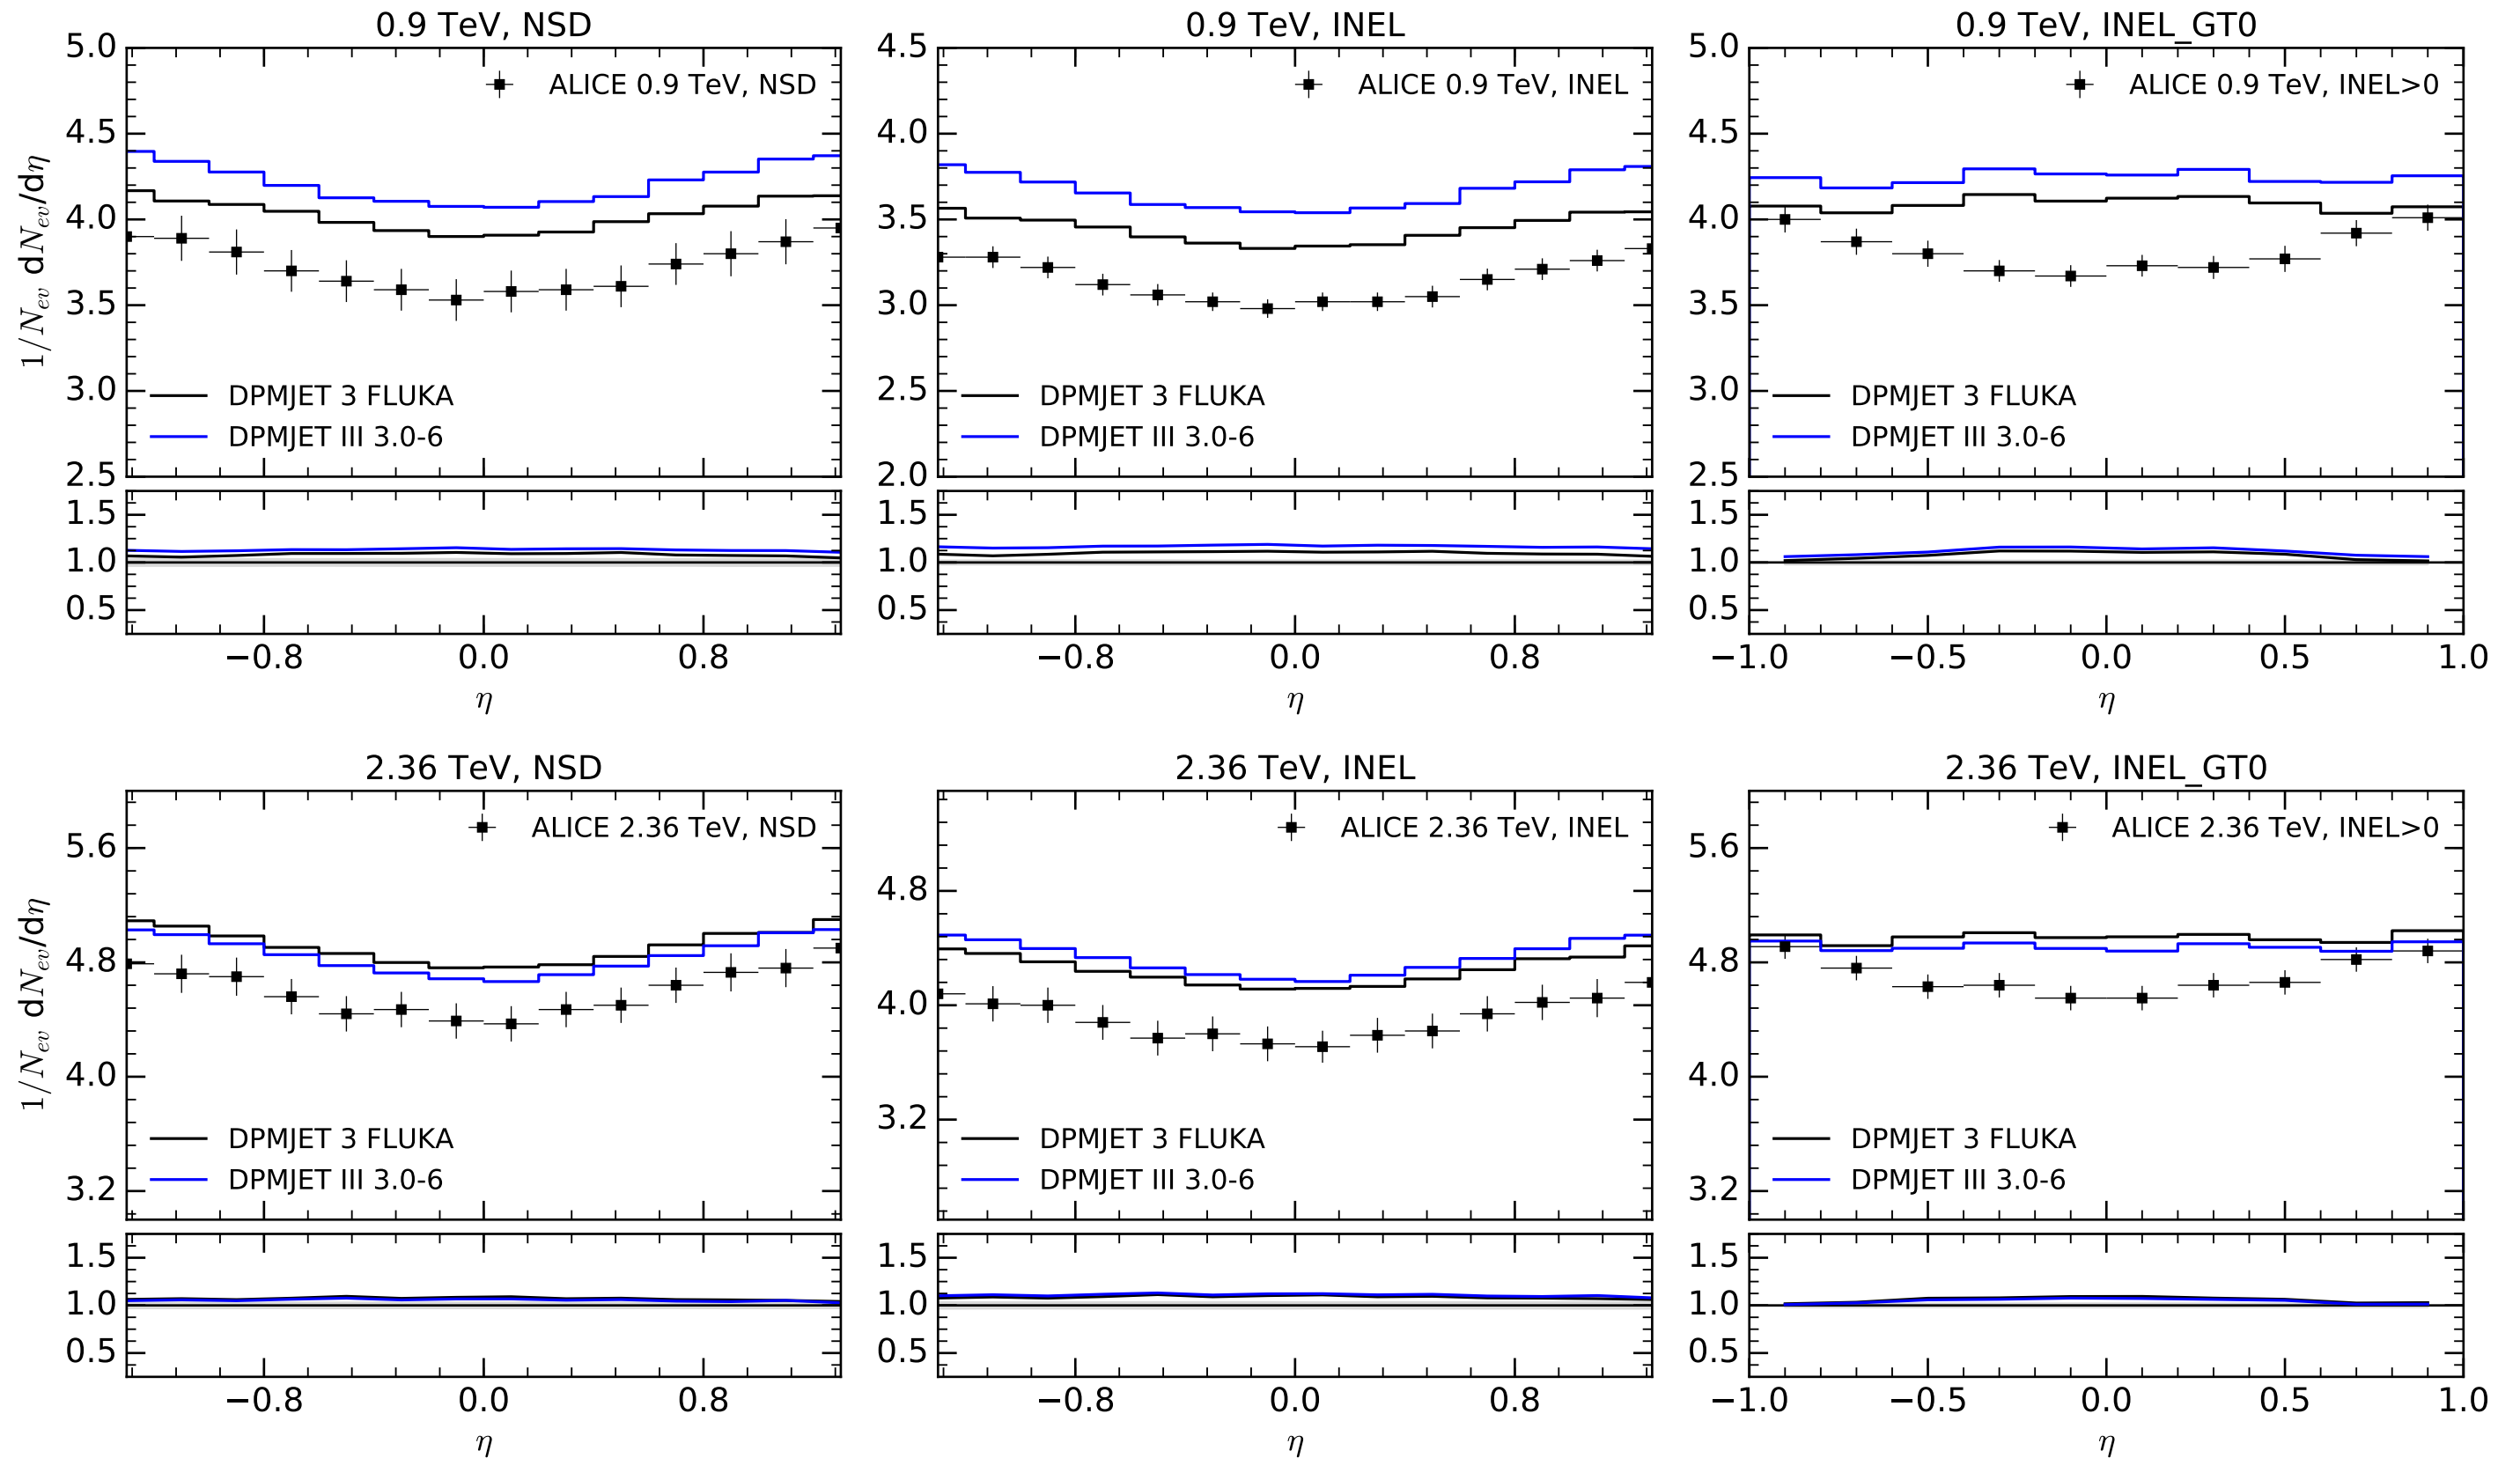 0.9 TeV, NSD
5.0
4.5
4.0
3.5
3.0
2.5
1/N_ev dN_ev/dη
ALICE 0.9 TeV, NSD
DPMJET 3 FLUKA
DPMJET III 3.0-6
1.5
1.0
0.5
−0.8 0.0 0.8
η
0.9 TeV, INEL
4.5
4.0
3.5
3.0
2.5
2.0
ALICE 0.9 TeV, INEL
DPMJET 3 FLUKA
DPMJET III 3.0-6
1.5
1.0
0.5
−0.8 0.0 0.8
η
0.9 TeV, INEL_GT0
5.0
4.5
4.0
3.5
3.0
2.5
ALICE 0.9 TeV, INEL>0
DPMJET 3 FLUKA
DPMJET III 3.0-6
1.5
1.0
0.5
−1.0 −0.5 0.0 0.5 1.0
η
2.36 TeV, NSD
5.6
4.8
4.0
3.2
1/N_ev dN_ev/dη
ALICE 2.36 TeV, NSD
DPMJET 3 FLUKA
DPMJET III 3.0-6
1.5
1.0
0.5
−0.8 0.0 0.8
η
2.36 TeV, INEL
4.8
4.0
3.2
ALICE 2.36 TeV, INEL
DPMJET 3 FLUKA
DPMJET III 3.0-6
1.5
1.0
0.5
−0.8 0.0 0.8
η
2.36 TeV, INEL_GT0
5.6
4.8
4.0
3.2
ALICE 2.36 TeV, INEL>0
DPMJET 3 FLUKA
DPMJET III 3.0-6
1.5
1.0
0.5
−1.0 −0.5 0.0 0.5 1.0
η